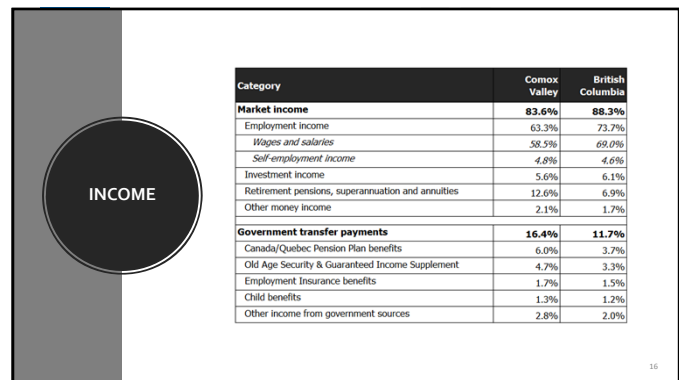 INCOME
Category Comox Valley British Columbia
Market income 83.6% 88.3%
Employment income 63.3% 73.7%
Wages and salaries 58.5% 69.0%
Self-employment income 4.8% 4.6%
Investment income 5.6% 6.1%
Retirement pensions, superannuation and annuities 12.6% 6.9%
Other money income 2.1% 1.7%
Government transfer payments 16.4% 11.7%
Canada/Quebec Pension Plan benefits 6.0% 3.7%
Old Age Security & Guaranteed Income Supplement 4.7% 3.3%
Employment Insurance benefits 1.7% 1.5%
Child benefits 1.3% 1.2%
Other income from government sources 2.8% 2.0%
16